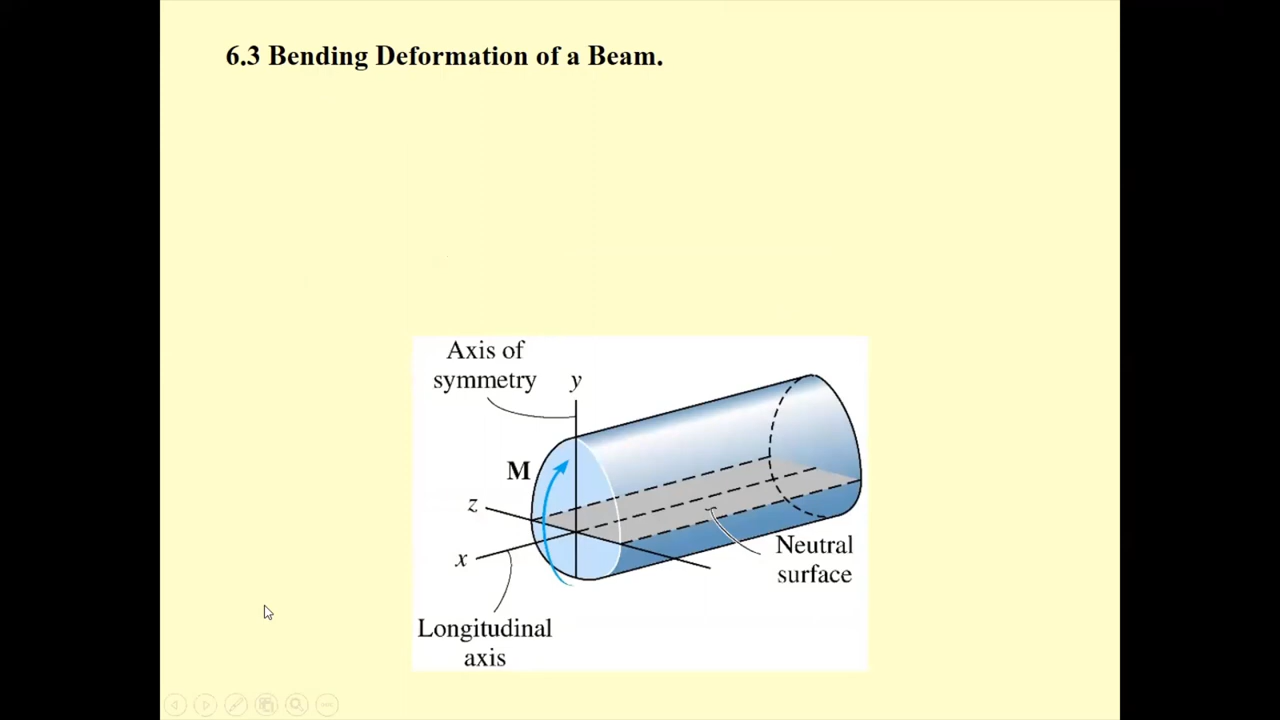 6.3 Bending Deformation of a Beam.
Axis of
symmetry
y
M
z
x
Neutral
surface
Longitudinal
axis